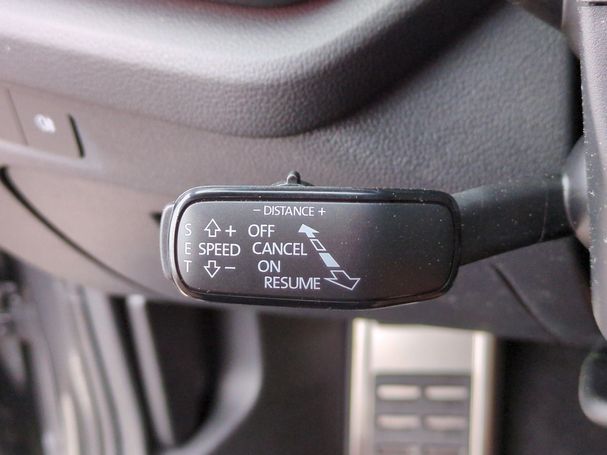 − DISTANCE +
S + OFF
E SPEED CANCEL
T − ON
RESUME